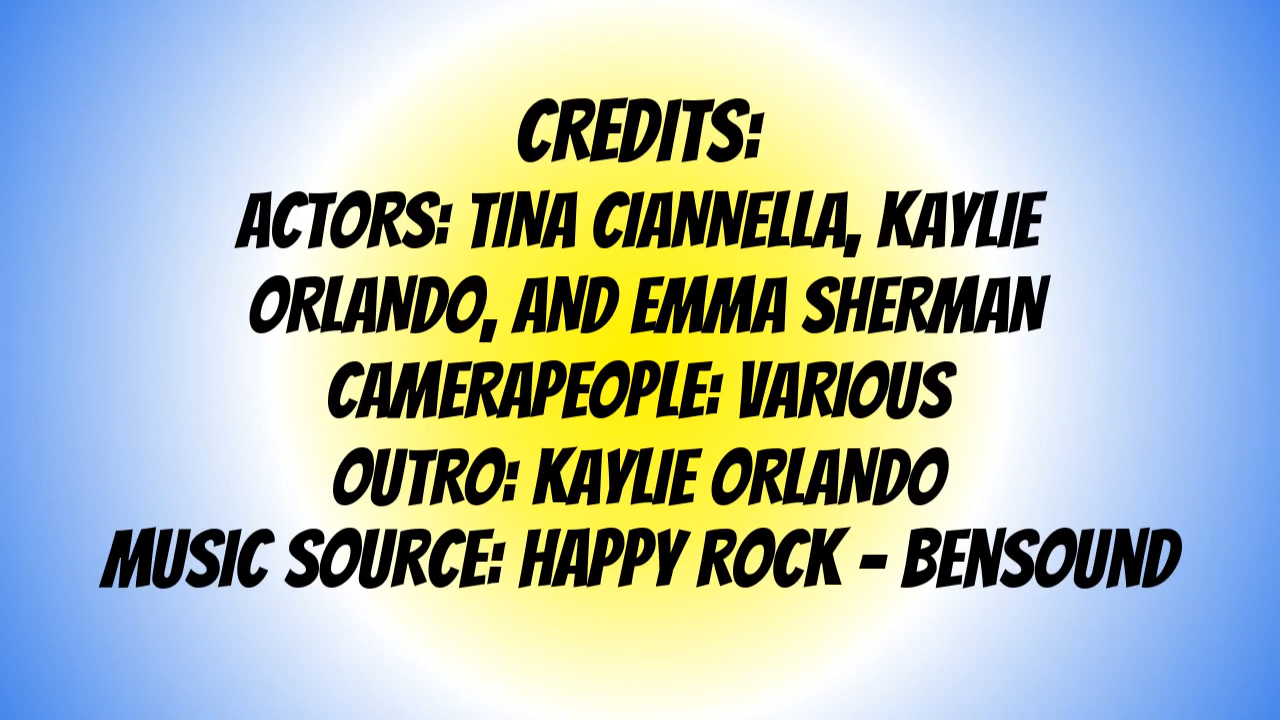 CREDITS:
ACTORS: TINA CIANNELLA, KAYLIE
ORLANDO, AND EMMA SHERMAN
CAMERAPEOPLE: VARIOUS
OUTRO: KAYLIE ORLANDO
MUSIC SOURCE: HAPPY ROCK - BENSOUND